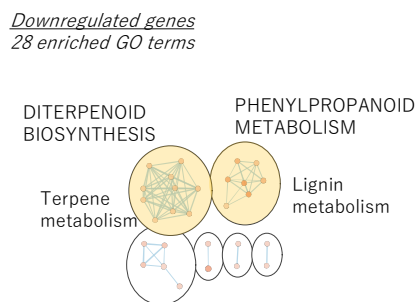 Downregulated genes
28 enriched GO terms
DITERPENOID
BIOSYNTHESIS
PHENYLPROPANOID
METABOLISM
Terpene
metabolism
Lignin
metabolism